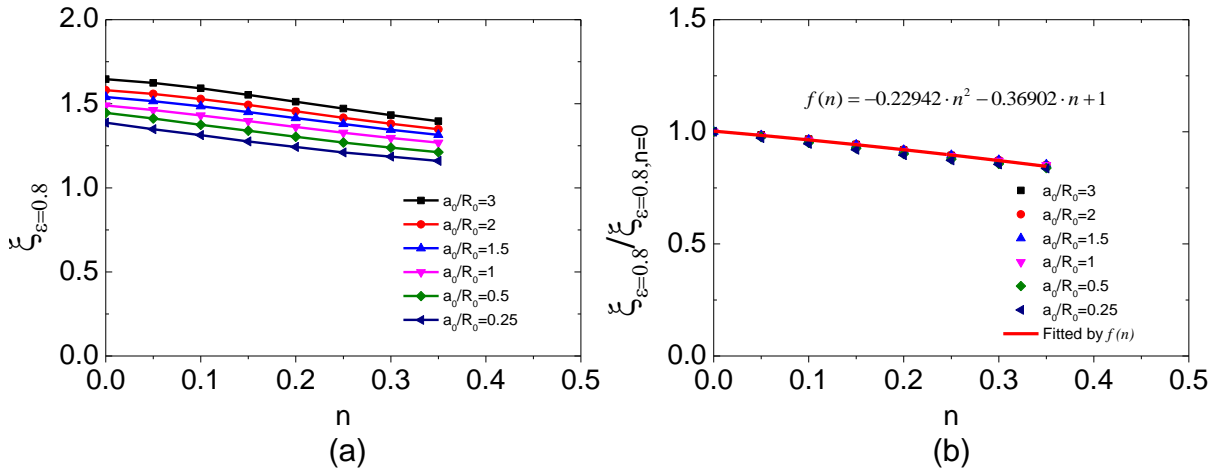 2.0
1.5
1.0
0.5
0.0
ξε=0.8
a0/R0=3
a0/R0=2
a0/R0=1.5
a0/R0=1
a0/R0=0.5
a0/R0=0.25
0.0 0.1 0.2 0.3 0.4 0.5
n
(a)
1.5
1.0
0.5
0.0
ξε=0.8/ξε=0.8,n=0
f(n) = −0.22942·n² − 0.36902·n + 1
a0/R0=3
a0/R0=2
a0/R0=1.5
a0/R0=1
a0/R0=0.5
a0/R0=0.25
Fitted by f(n)
0.0 0.1 0.2 0.3 0.4 0.5
n
(b)